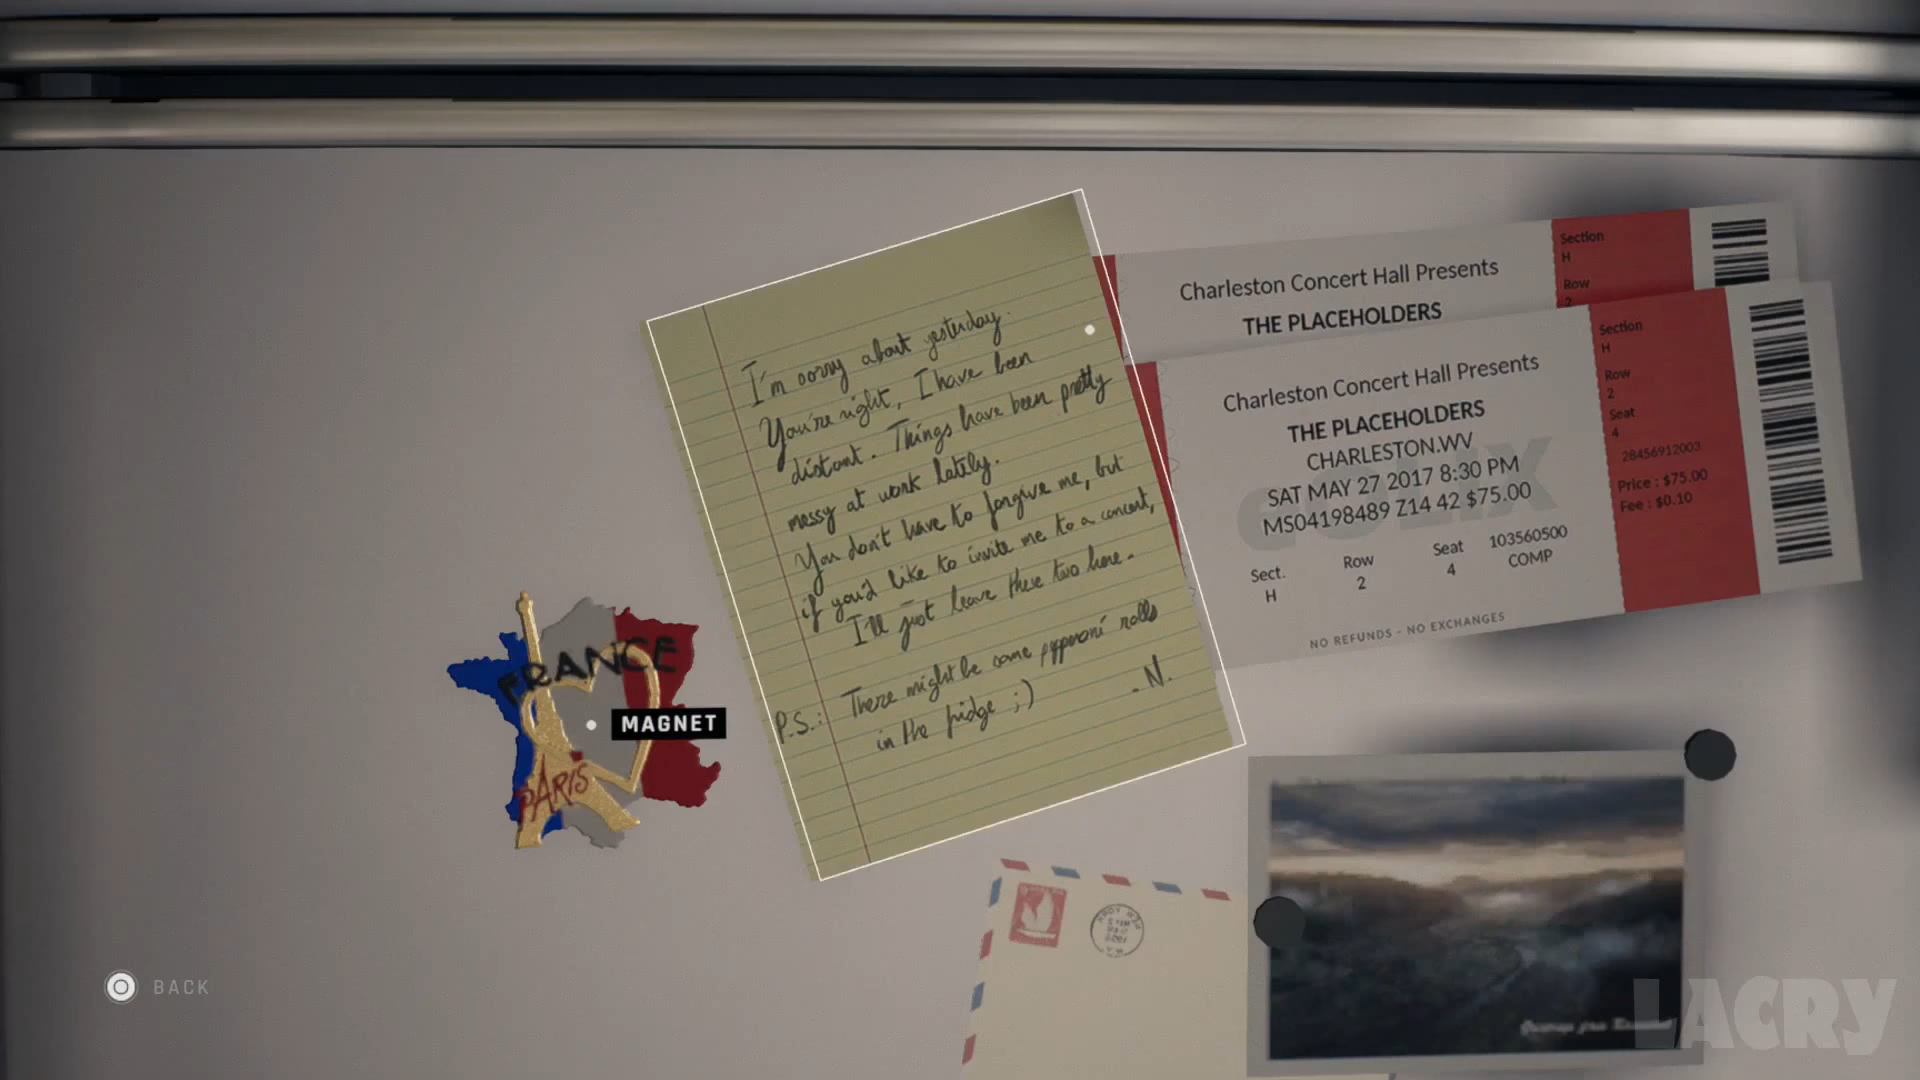 I'm sorry about yesterday.
You're right, I have been
distant. Things have been pretty
messy at work lately.
You don't have to forgive me, but
if you'd like to invite me to a concert,
I'll just leave these two here.
P.S.: There might be some pepperoni rolls
in the fridge ;)
- N.
Charleston Concert Hall Presents
THE PLACEHOLDERS
Section
H
Row
2
Charleston Concert Hall Presents
THE PLACEHOLDERS
CHARLESTON.WV
SAT MAY 27 2017 8:30 PM
MS04198489 Z14 42 $75.00
Sect. Row Seat 103560500
H 2 4 COMP
NO REFUNDS - NO EXCHANGES
Section
H
Row
2
Seat
4
28456912003
Price : $75.00
Fee : $0.10
FRANCE
PARIS
MAGNET
BACK
Greetings from
LACRY